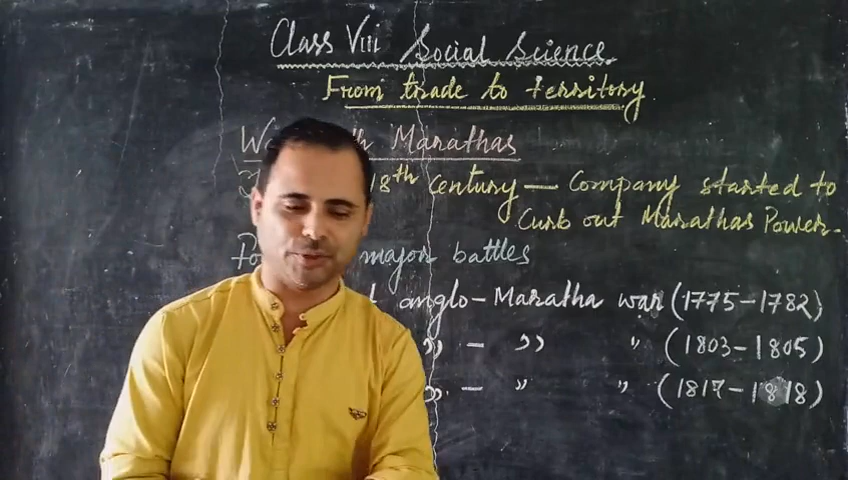 Class VIII Social Science
From trade to territory
Marathas
18th Century — Company started to
Curb out Marathas Power.
major battles
anglo-Maratha war (1775-1782)
" - " " (1803-1805)
" - " " (1817-1818)